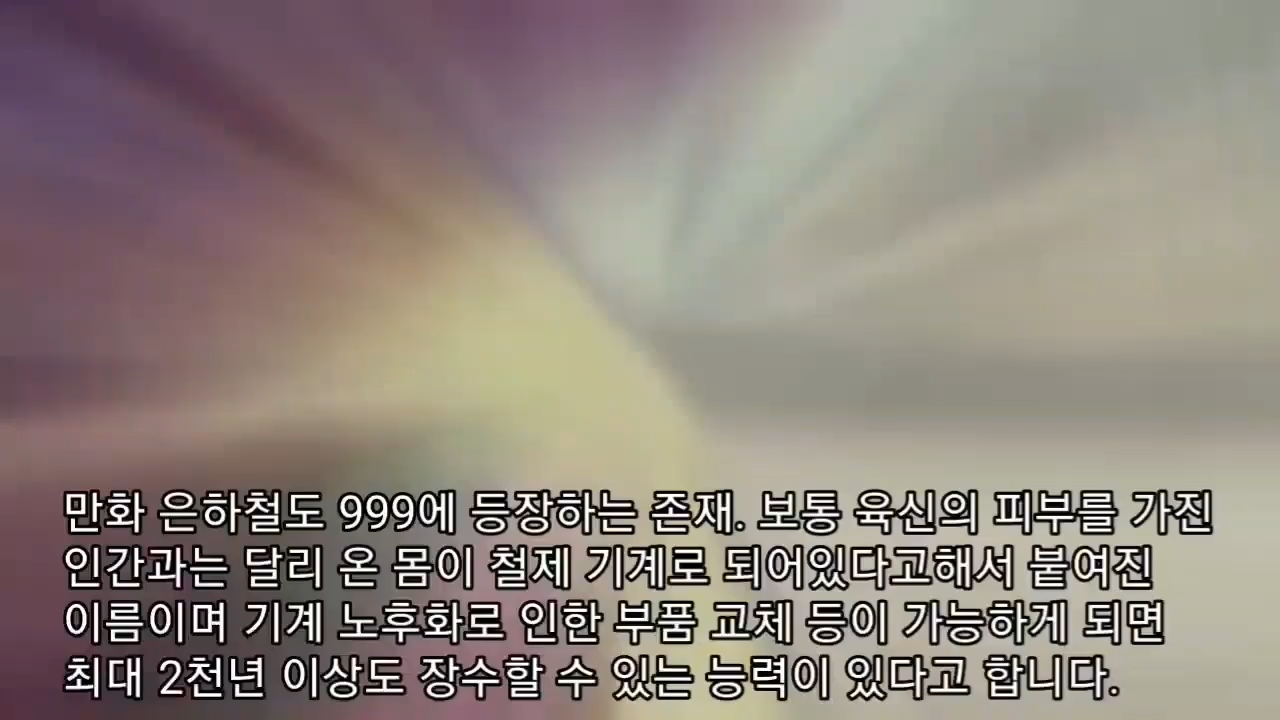 만화 은하철도 999에 등장하는 존재. 보통 육신의 피부를 가진
인간과는 달리 온 몸이 철제 기계로 되어있다고해서 붙여진
이름이며 기계 노후화로 인한 부품 교체 등이 가능하게 되면
최대 2천년 이상도 장수할 수 있는 능력이 있다고 합니다.